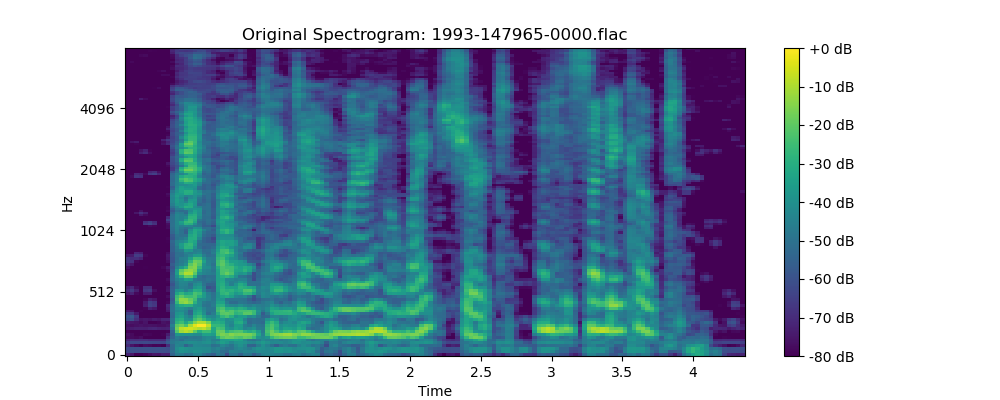 Original Spectrogram: 1993-147965-0000.flac
+0 dB
-10 dB
-20 dB
-30 dB
-40 dB
-50 dB
-60 dB
-70 dB
-80 dB
Hz
4096
2048
1024
512
0
0 0.5 1 1.5 2 2.5 3 3.5 4
Time